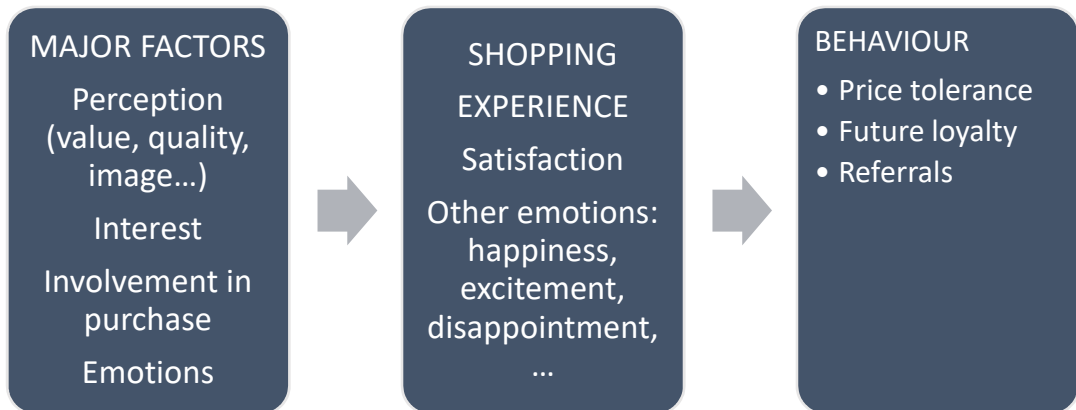 MAJOR FACTORS
Perception
(value, quality,
image…)
Interest
Involvement in
purchase
Emotions
SHOPPING
EXPERIENCE
Satisfaction
Other emotions:
happiness,
excitement,
disappointment,
…
BEHAVIOUR
• Price tolerance
• Future loyalty
• Referrals